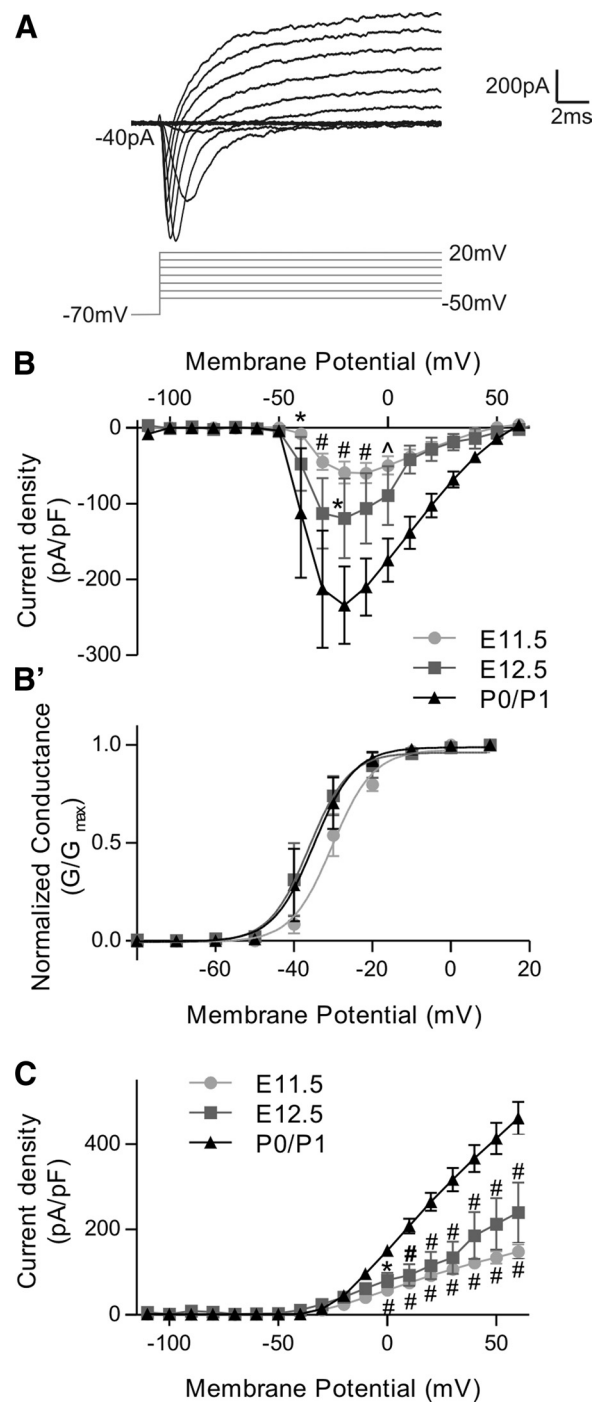 A
-40pA
200pA
2ms
20mV
-50mV
-70mV
B
Membrane Potential (mV)
-100 -50 0 50
0
-100
-200
-300
Current density
(pA/pF)
* # # # ^
*
E11.5
E12.5
P0/P1
B’
1.0
0.5
0.0
Normalized Conductance
(G/G max)
-60 -40 -20 0 20
Membrane Potential (mV)
C
E11.5
E12.5
P0/P1
400
200
0
Current density
(pA/pF)
* # # # # # #
# # # # # # #
-100 -50 0 50
Membrane Potential (mV)